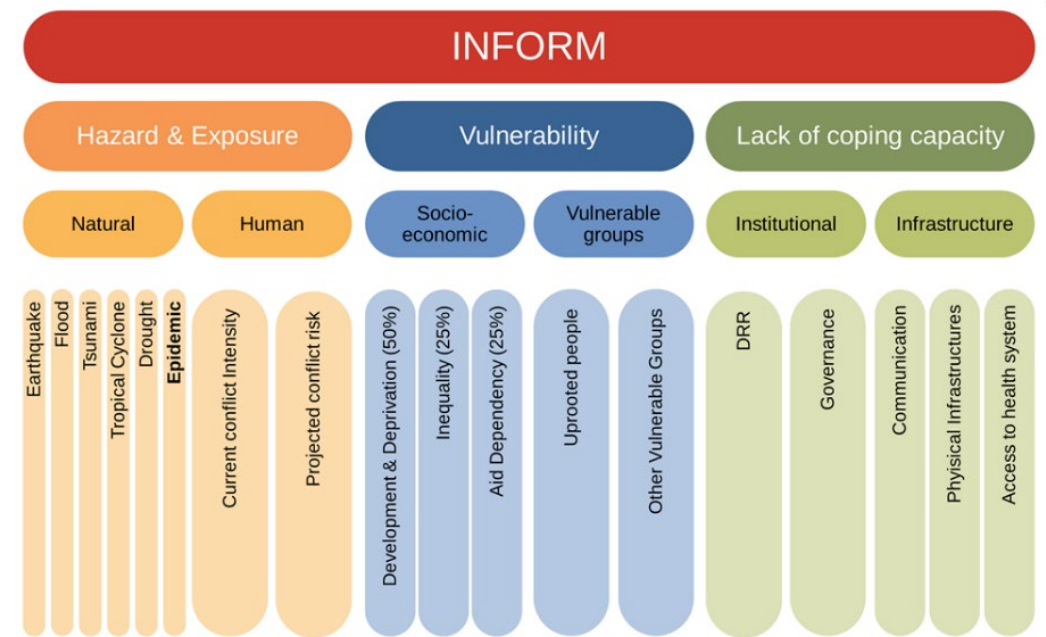 INFORM
Hazard & Exposure
Vulnerability
Lack of coping capacity
Natural
Human
Socio-
economic
Vulnerable
groups
Institutional
Infrastructure
Earthquake
Flood
Tsunami
Tropical Cyclone
Drought
Epidemic
Current conflict Intensity
Projected conflict risk
Development & Deprivation (50%)
Inequality (25%)
Aid Dependency (25%)
Uprooted people
Other Vulnerable Groups
DRR
Governance
Communication
Phyisical Infrastructures
Access to health system